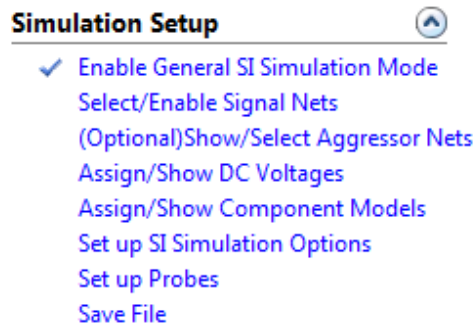 Simulation Setup
Enable General SI Simulation Mode
Select/Enable Signal Nets
(Optional)Show/Select Aggressor Nets
Assign/Show DC Voltages
Assign/Show Component Models
Set up SI Simulation Options
Set up Probes
Save File